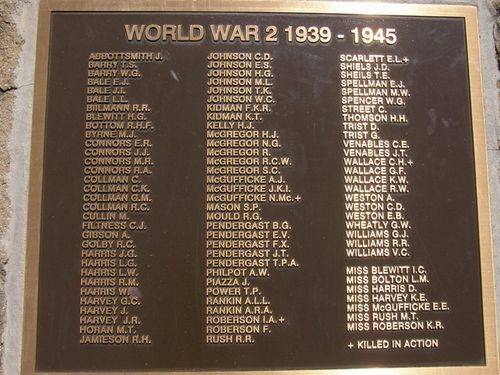 WORLD WAR 2 1939 - 1945
ABBOTTSMITH J.
BARRY T.S.
BARRY W.G.
BALE E.J.
BALE J.I.
BALE L.L.
BIILMANN R.R.
BLEWITT H.G.
BOTTOM R.H.F.
BYRNE M.J.
CONNORS E.R.
CONNORS J.J.
CONNORS M.R.
CONNORS R.A.
COLLMAN C.
COLLMAN C.K.
COLLMAN G.M.
COLLMAN R.C.
CULLIN M.
FILTNESS C.J.
GIBSON A.
GOLBY R.C.
HARRIS J.G.
HARRIS L.G.
HARRIS L.W.
HARRIS R.M.
HARRIS W.
HARVEY G.C.
HARVEY J.
HARVEY J.R.
HORAN M.T.
JAMIESON R.H.
JOHNSON C.D.
JOHNSON E.S.
JOHNSON H.G.
JOHNSON M.L.
JOHNSON T.K.
JOHNSON W.C.
KIDMAN F.K.R.
KIDMAN K.T.
KELLY H.J.
McGREGOR H.J.
McGREGOR N.G.
McGREGOR R.
McGREGOR R.C.W.
McGREGOR S.C.
McGUFFICKE A.J.
McGUFFICKE J.K.I.
McGUFFICKE N.Mc.+
MASON S.P.
MOULD R.G.
PENDERGAST B.G.
PENDERGAST E.V.
PENDERGAST F.X.
PENDERGAST J.T.
PENDERGAST T.P.A.
PHILPOT A.W.
PIAZZA J.
POWER T.P.
RANKIN A.L.L.
RANKIN A.R.A.
ROBERSON I.A.+
ROBERSON F.
RUSH R.R.
SCARLETT E.L.+
SHIELS J.D.
SHEILS T.E.
SPELLMAN E.J.
SPELLMAN M.W.
SPENCER W.G.
STREET C.
THOMSON H.H.
TRIST D.
TRIST G.
VENABLES C.E.
VENABLES J.T.
WALLACE C.H.+
WALLACE G.F.
WALLACE K.W.
WALLACE R.W.
WESTON A.
WESTON C.D.
WESTON E.B.
WHEATLY G.W.
WILLIAMS G.J.
WILLIAMS R.R.
WILLIAMS V.C.
MISS BLEWITT I.C.
MISS BOLTON L.M.
MISS HARRIS D.
MISS HARVEY K.E.
MISS McGUFFICKE E.E.
MISS RUSH M.T.
MISS ROBERSON K.R.
+ KILLED IN ACTION